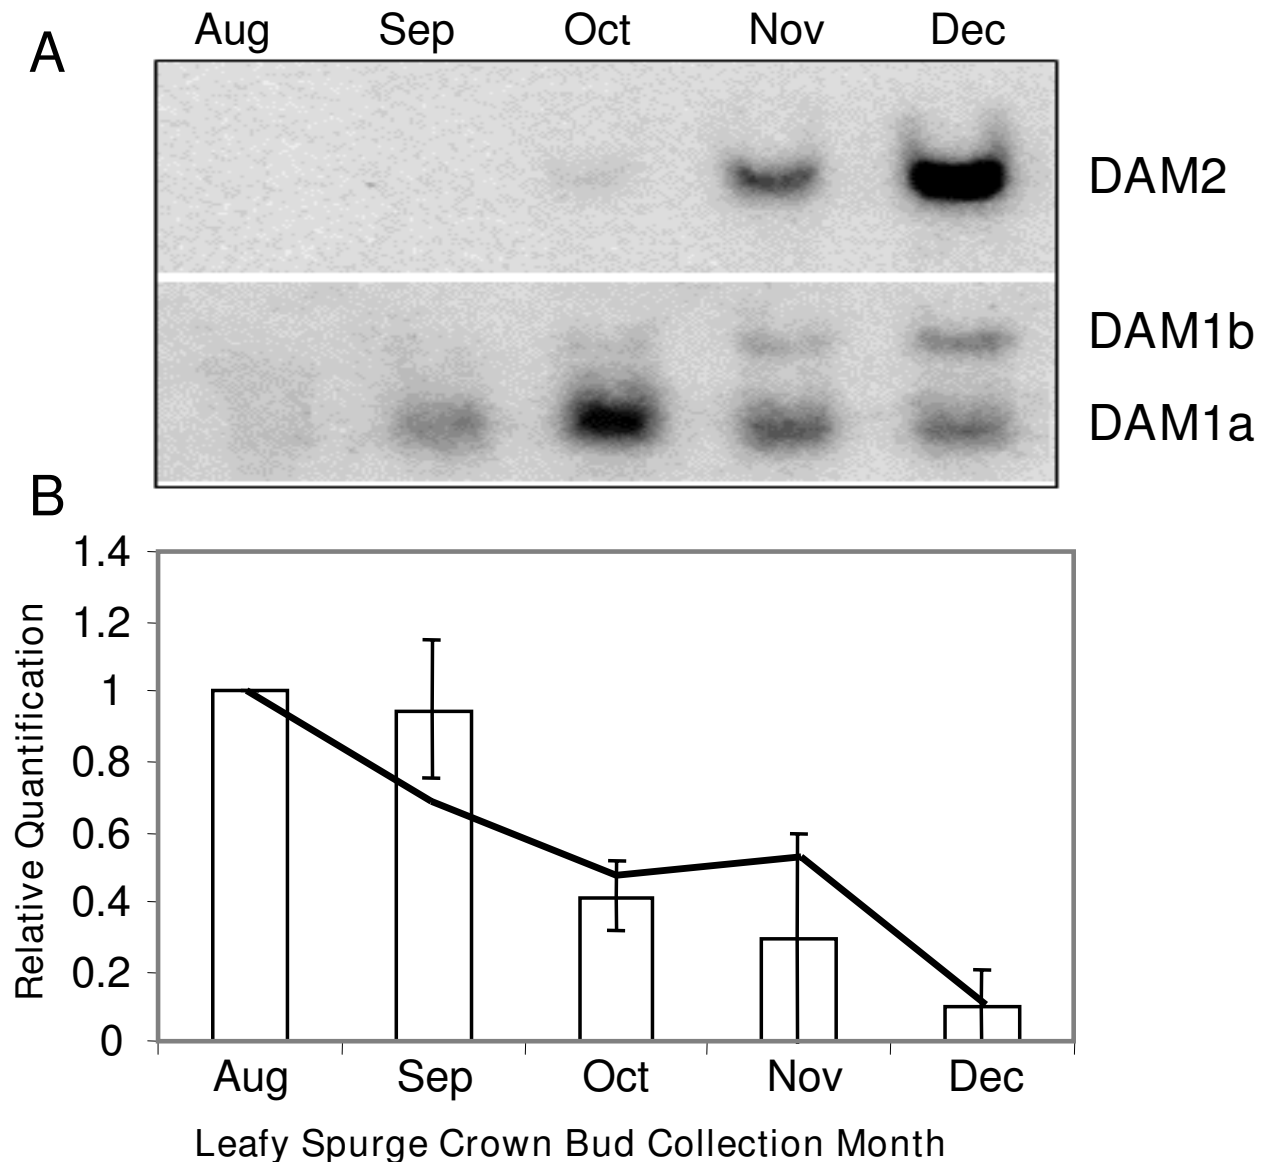 A
Aug Sep Oct Nov Dec
DAM2
DAM1b
DAM1a
B
1.4
1.2
1
0.8
0.6
0.4
0.2
0
Relative Quantification
Aug Sep Oct Nov Dec
Leafy Spurge Crown Bud Collection Month